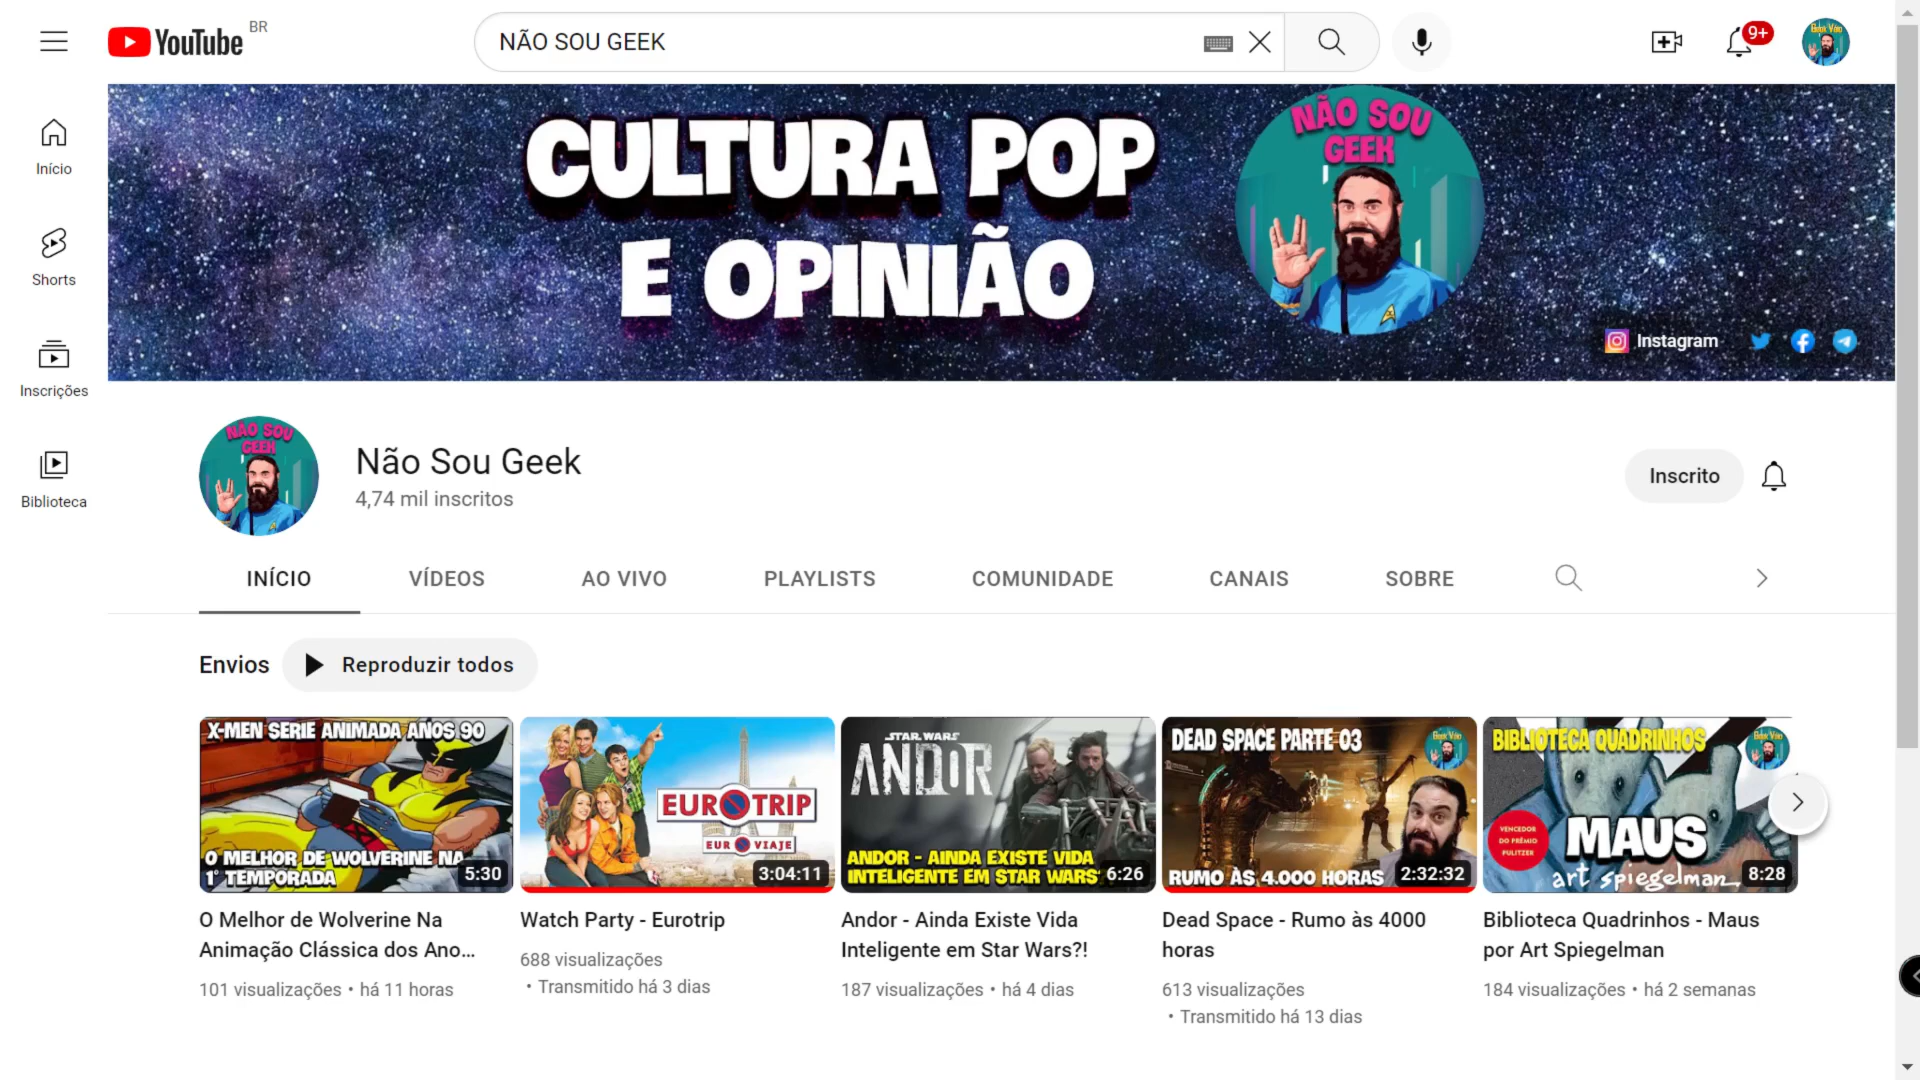 YouTube BR
NÃO SOU GEEK
9+
Início
Shorts
Inscrições
Biblioteca
CULTURA POP
E OPINIÃO
NÃO SOU
GEEK
Instagram
NÃO SOU
GEEK
Não Sou Geek
4,74 mil inscritos
Inscrito
INÍCIO
VÍDEOS
AO VIVO
PLAYLISTS
COMUNIDADE
CANAIS
SOBRE
Envios
Reproduzir todos
X-MEN SERIE ANIMADA ANOS 90
O MELHOR DE WOLVERINE NA
1° TEMPORADA
5:30
O Melhor de Wolverine Na
Animação Clássica dos Ano...
101 visualizações • há 11 horas
EUROTRIP
EUROVIAJE
3:04:11
Watch Party - Eurotrip
688 visualizações
• Transmitido há 3 dias
STAR WARS
ANDOR
ANDOR - AINDA EXISTE VIDA
INTELIGENTE EM STAR WARS
6:26
Andor - Ainda Existe Vida
Inteligente em Star Wars?!
187 visualizações • há 4 dias
DEAD SPACE PARTE 03
RUMO ÀS 4.000 HORAS
2:32:32
Dead Space - Rumo às 4000
horas
613 visualizações
• Transmitido há 13 dias
BIBLIOTECA QUADRINHOS
VENCEDOR
DO PRÊMIO
PULITZER
MAUS
art spiegelman
8:28
Biblioteca Quadrinhos - Maus
por Art Spiegelman
184 visualizações • há 2 semanas